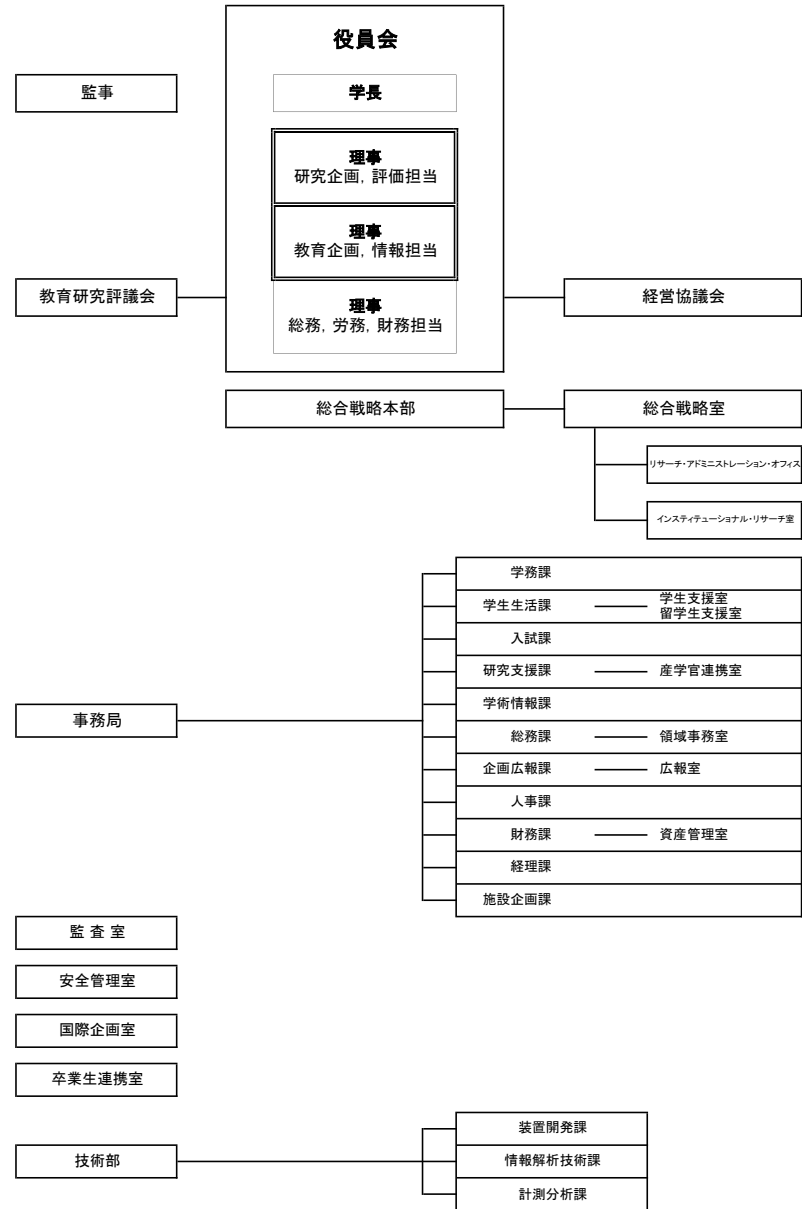 役員会
監事
学長
理事
研究企画, 評価担当
理事
教育企画, 情報担当
教育研究評議会
経営協議会
理事
総務, 労務, 財務担当
総合戦略本部
総合戦略室
リサーチ・アドミニストレーション・オフィス
インスティテューショナル・リサーチ室
学務課
学生生活課
学生支援室
留学生支援室
入試課
研究支援課
産学官連携室
学術情報課
事務局
総務課
領域事務室
企画広報課
広報室
人事課
財務課
資産管理室
経理課
施設企画課
監 査 室
安全管理室
国際企画室
卒業生連携室
装置開発課
技術部
情報解析技術課
計測分析課